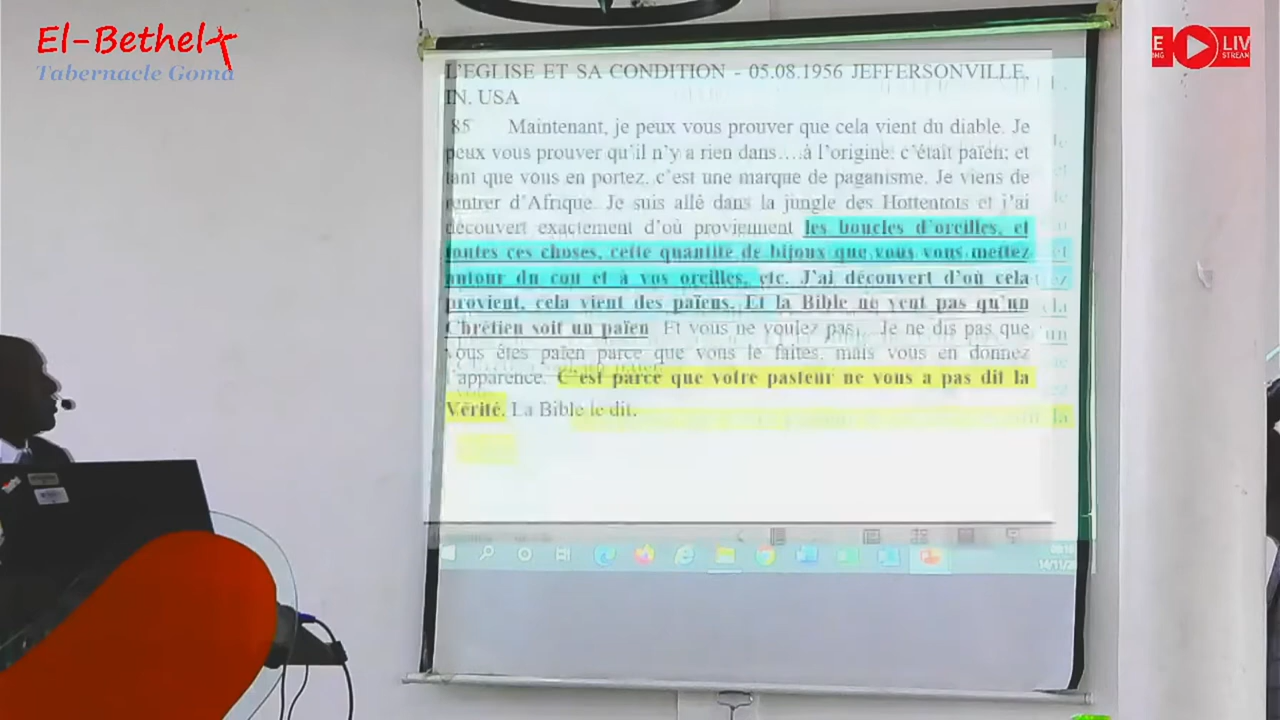 El-Bethel
Tabernacle Goma
LIV
STREAM
L'EGLISE ET SA CONDITION - 05.08.1956 JEFFERSONVILLE,
IN. USA
85 Maintenant, je peux vous prouver que cela vient du diable. Je
peux vous prouver qu'il n'y a rien dans….à l'origine; c'était païen; et
tant que vous en portez, c'est une marque de paganisme. Je viens de
rentrer d'Afrique. Je suis allé dans la jungle des Hottentots et j'ai
découvert exactement d'où proviennent les boucles d'oreilles, et
toutes ces choses, cette quantité de bijoux que vous vous mettez
autour du cou et à vos oreilles, etc. J'ai découvert d'où cela
provient, cela vient des païens. Et la Bible ne veut pas qu'un
Chrétien soit un païen. Et vous ne voulez pas… Je ne dis pas que
vous êtes païen parce que vous le faites, mais vous en donnez
l'apparence. C'est parce que votre pasteur ne vous a pas dit la
Vérité. La Bible le dit.